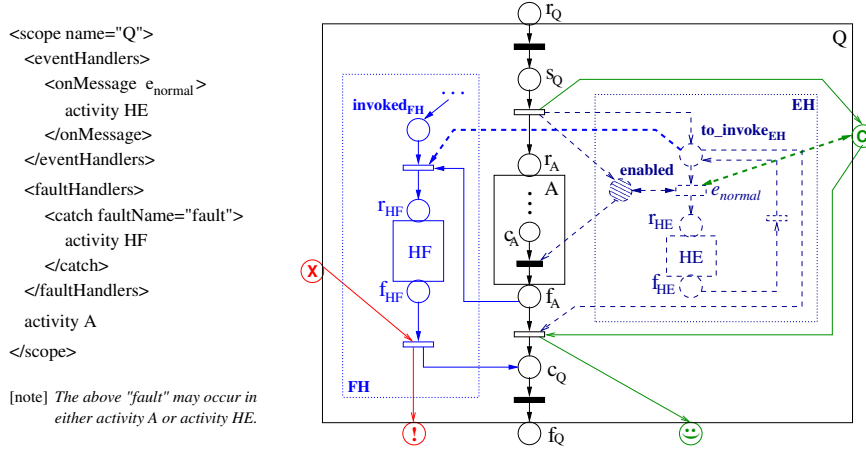 <scope name="Q">
<eventHandlers>
<onMessage e_normal>
activity HE
</onMessage>
</eventHandlers>
<faultHandlers>
<catch faultName="fault">
activity HF
</catch>
</faultHandlers>
activity A
</scope>
[note] The above "fault" may occur in
either activity A or activity HE.
r_Q
Q
s_Q
invoked_FH
...
EH
to_invoke_EH
C
r_A
A
enabled
e_normal
r_HF
HF
f_HF
c_A
r_HE
HE
f_HE
X
f_A
FH
c_Q
!
f_Q